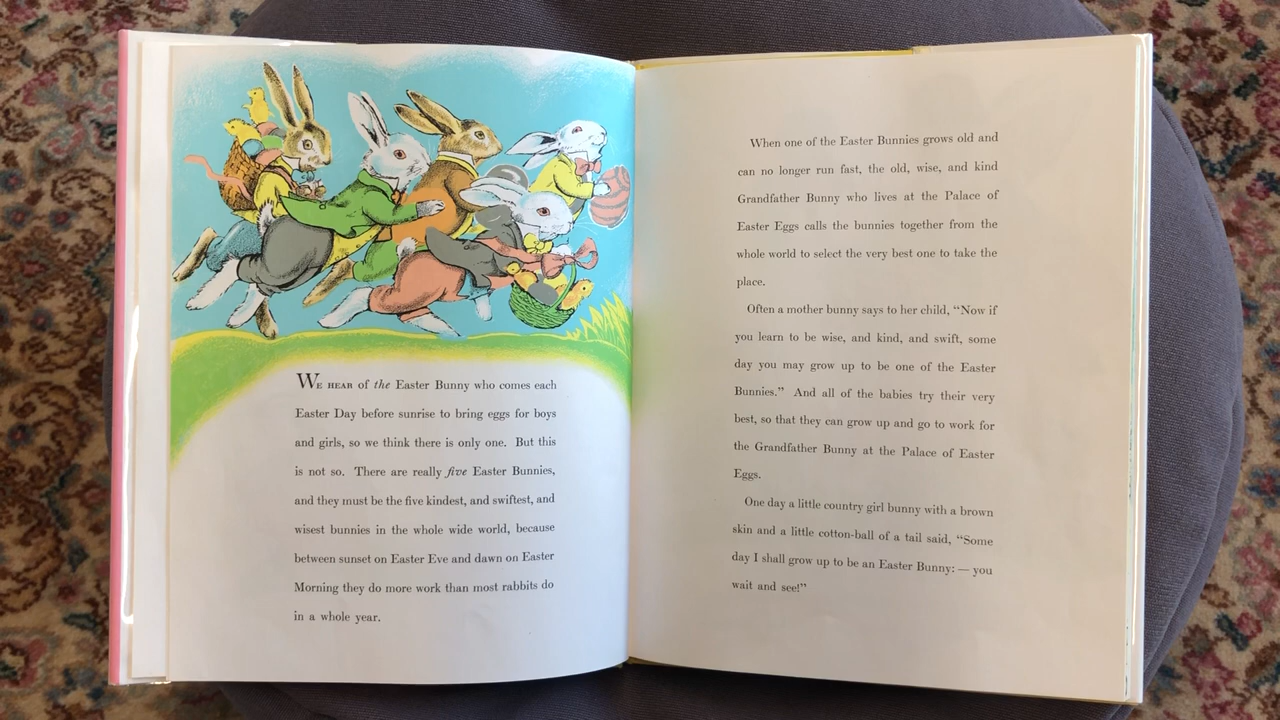 WE HEAR of the Easter Bunny who comes each
Easter Day before sunrise to bring eggs for boys
and girls, so we think there is only one. But this
is not so. There are really five Easter Bunnies,
and they must be the five kindest, and swiftest, and
wisest bunnies in the whole wide world, because
between sunset on Easter Eve and dawn on Easter
Morning they do more work than most rabbits do
in a whole year.
When one of the Easter Bunnies grows old and
can no longer run fast, the old, wise, and kind
Grandfather Bunny who lives at the Palace of
Easter Eggs calls the bunnies together from the
whole world to select the very best one to take the
place.
Often a mother bunny says to her child, “Now if
you learn to be wise, and kind, and swift, some
day you may grow up to be one of the Easter
Bunnies.” And all of the babies try their very
best, so that they can grow up and go to work for
the Grandfather Bunny at the Palace of Easter
Eggs.
One day a little country girl bunny with a brown
skin and a little cotton-ball of a tail said, “Some
day I shall grow up to be an Easter Bunny: — you
wait and see!”